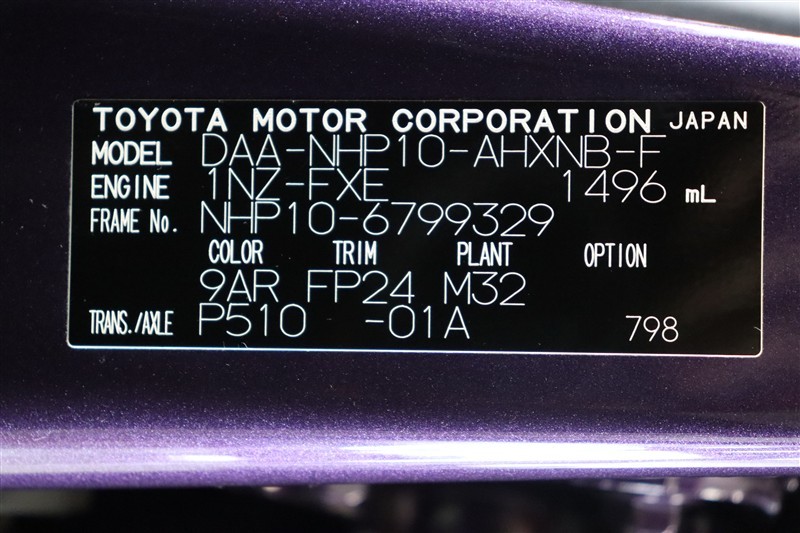 TOYOTA MOTOR CORPORATION JAPAN
MODEL DAA-NHP10-AHXNB-F
ENGINE 1NZ-FXE 1496 mL
FRAME No. NHP10-6799329
COLOR TRIM PLANT OPTION
9AR FP24 M32
TRANS./AXLE P510 -01A 798